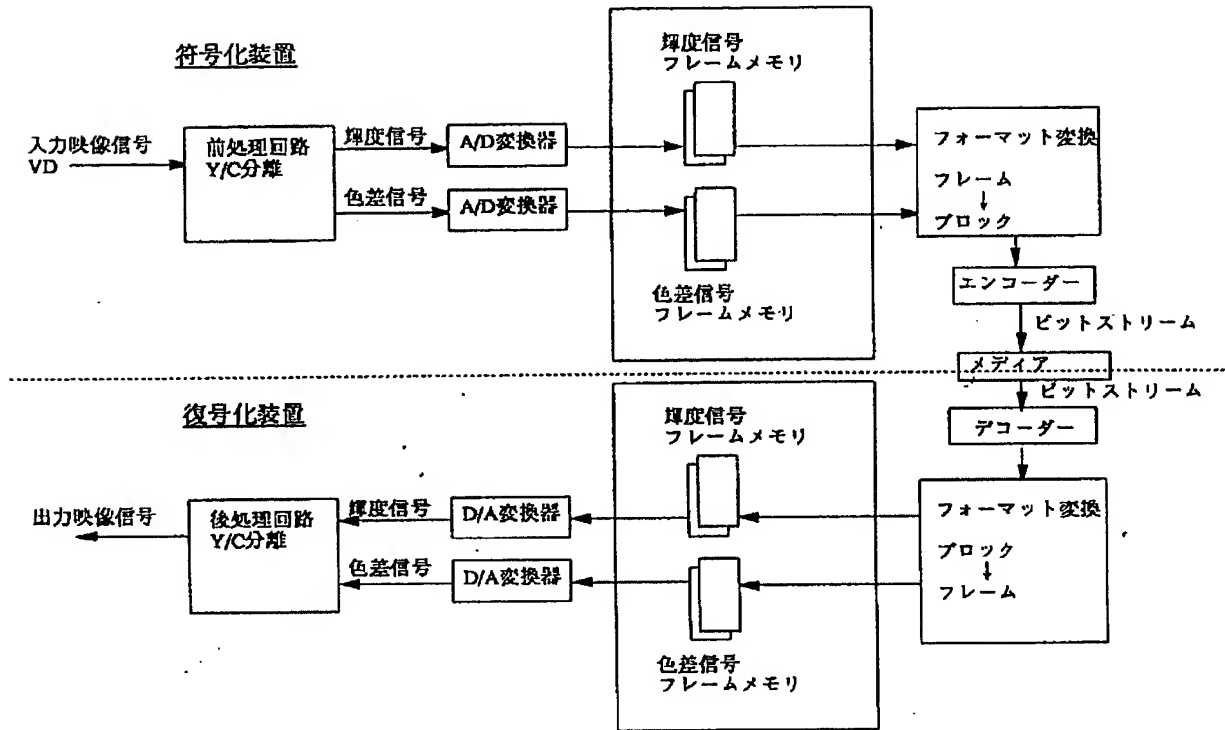 符号化装置
輝度信号
フレームメモリ
入力映像信号
VD
前処理回路
Y/C分離
輝度信号
色差信号
A/D変換器
A/D変換器
色差信号
フレームメモリ
フォーマット変換
フレーム
↓
ブロック
エンコーダー
ビットストリーム
メディア
ビットストリーム
復号化装置
輝度信号
フレームメモリ
デコーダー
出力映像信号
後処理回路
Y/C分離
輝度信号
色差信号
D/A変換器
D/A変換器
フォーマット変換
ブロック
↓
フレーム
色差信号
フレームメモリ